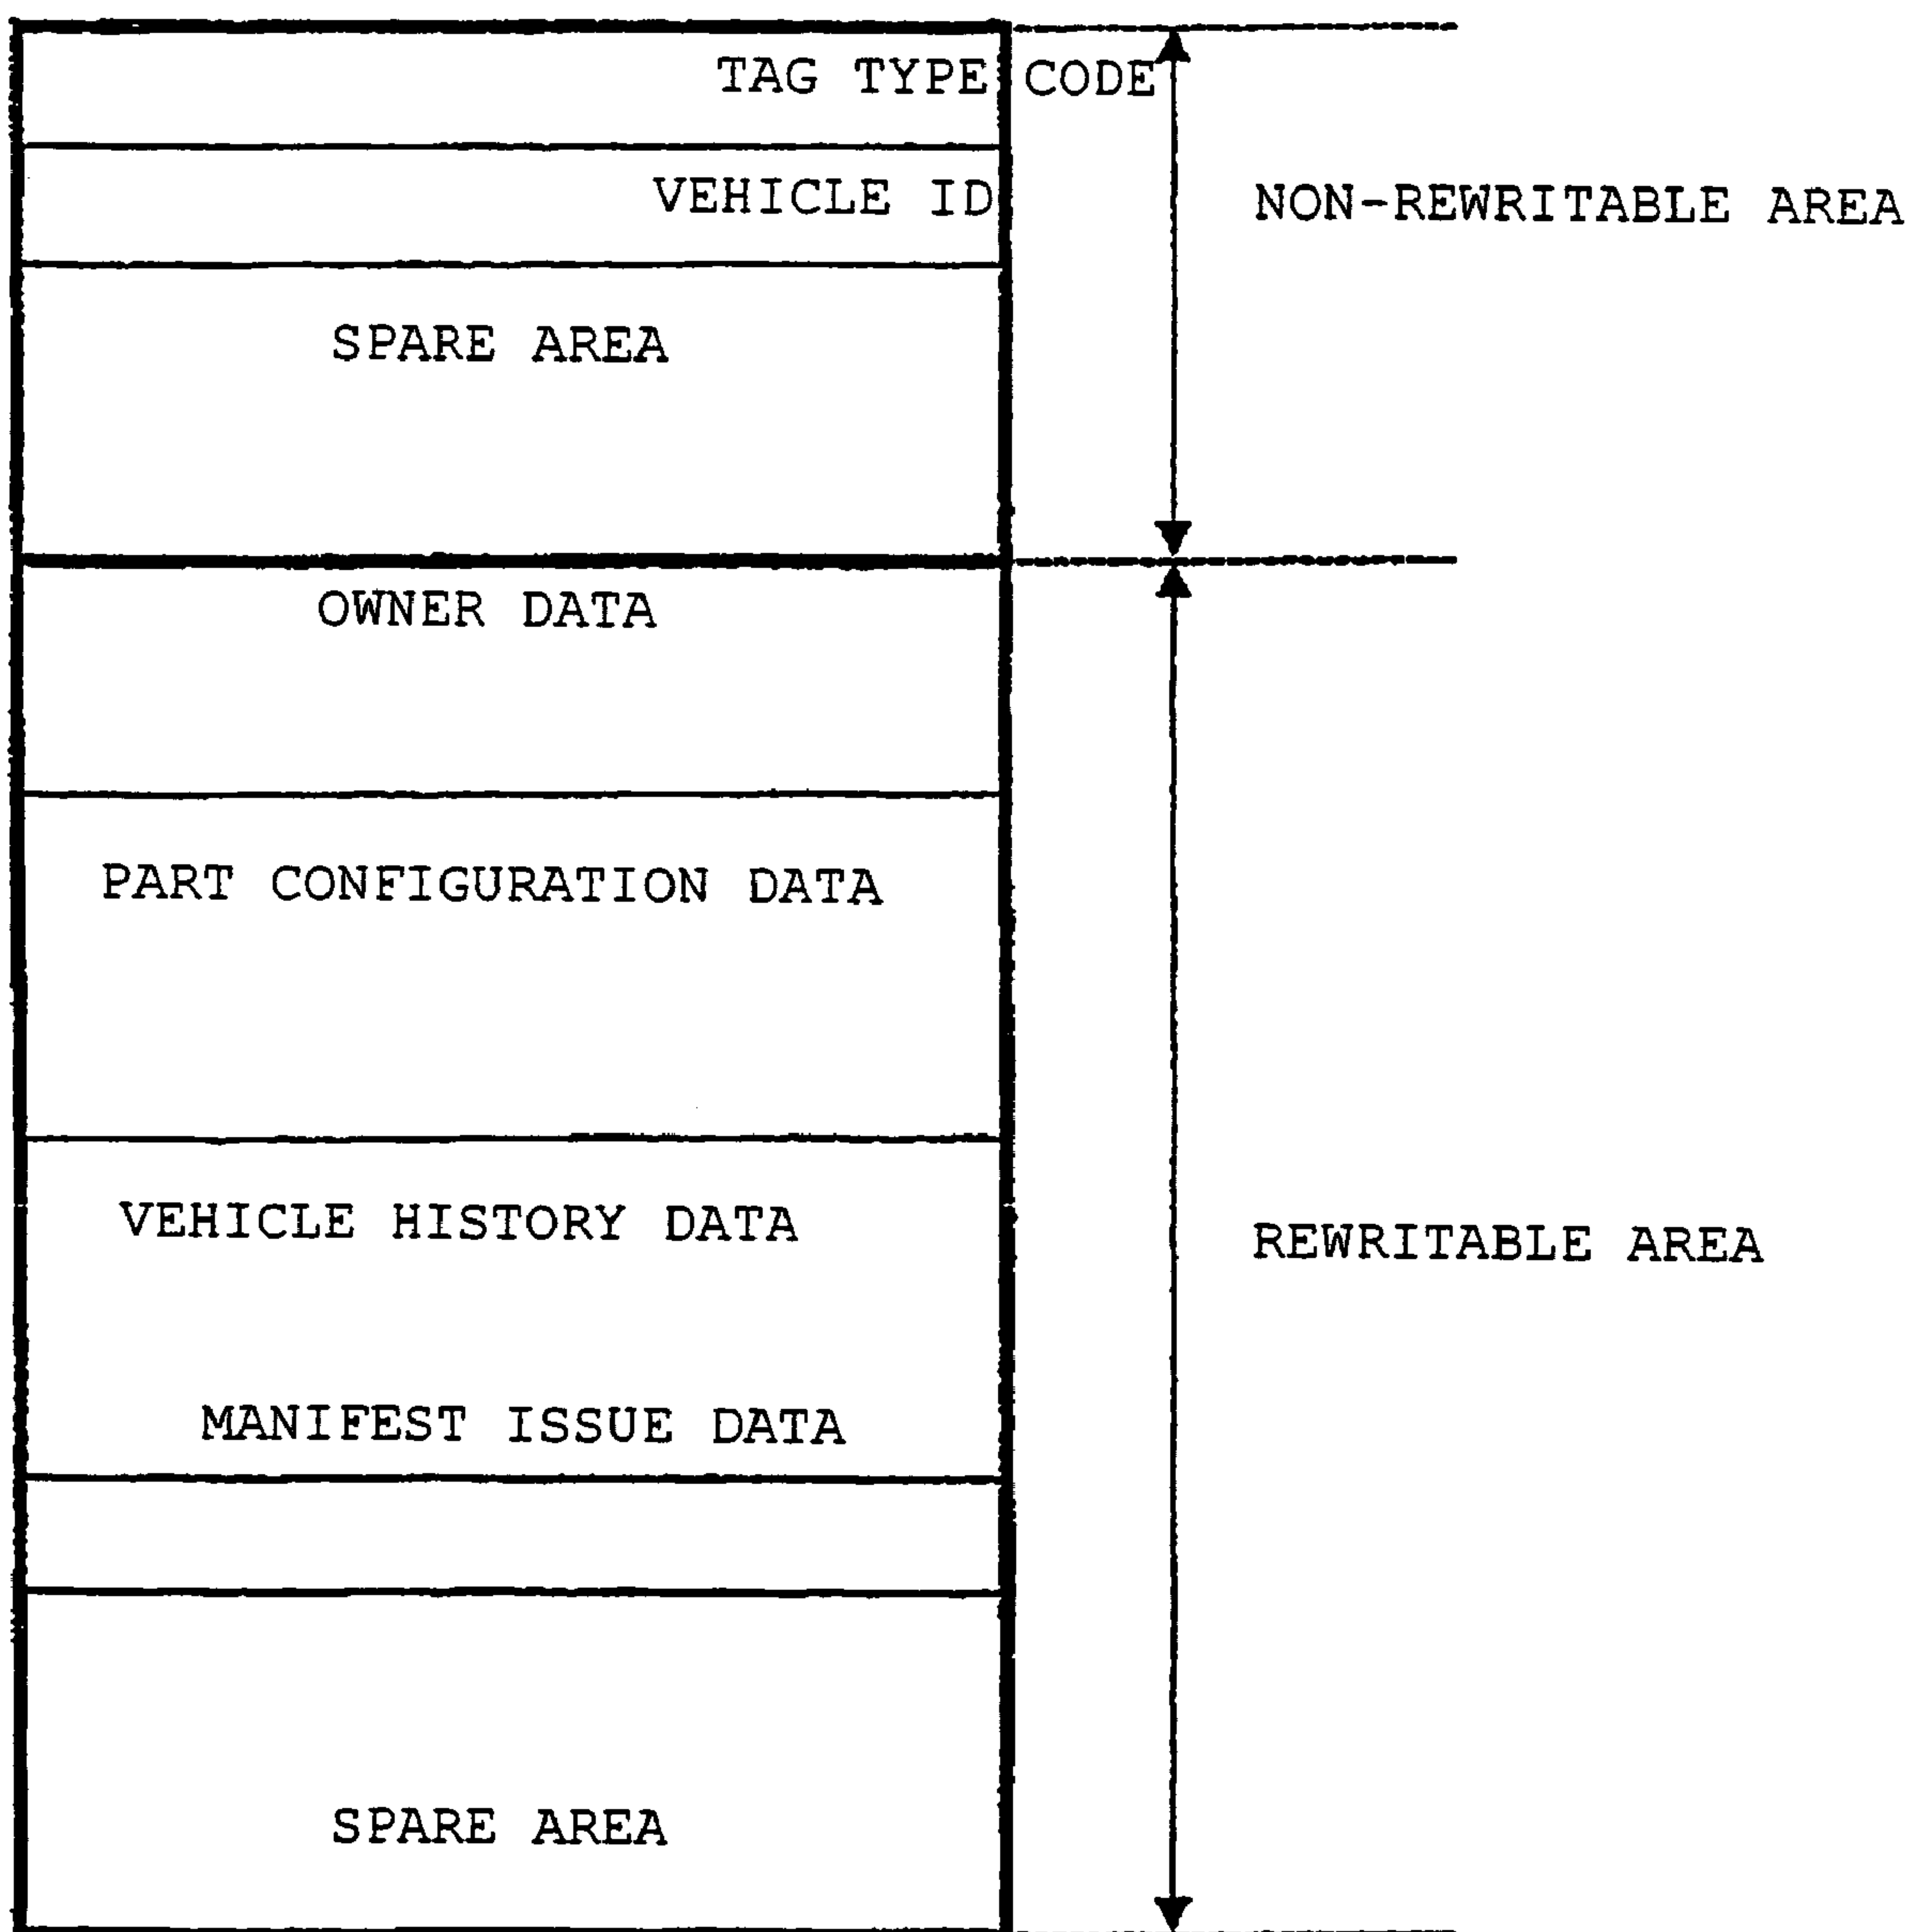 TAG TYPE CODE
VEHICLE ID
NON-REWRITABLE AREA
SPARE AREA
OWNER DATA
PART CONFIGURATION DATA
VEHICLE HISTORY DATA
REWRITABLE AREA
MANIFEST ISSUE DATA
SPARE AREA